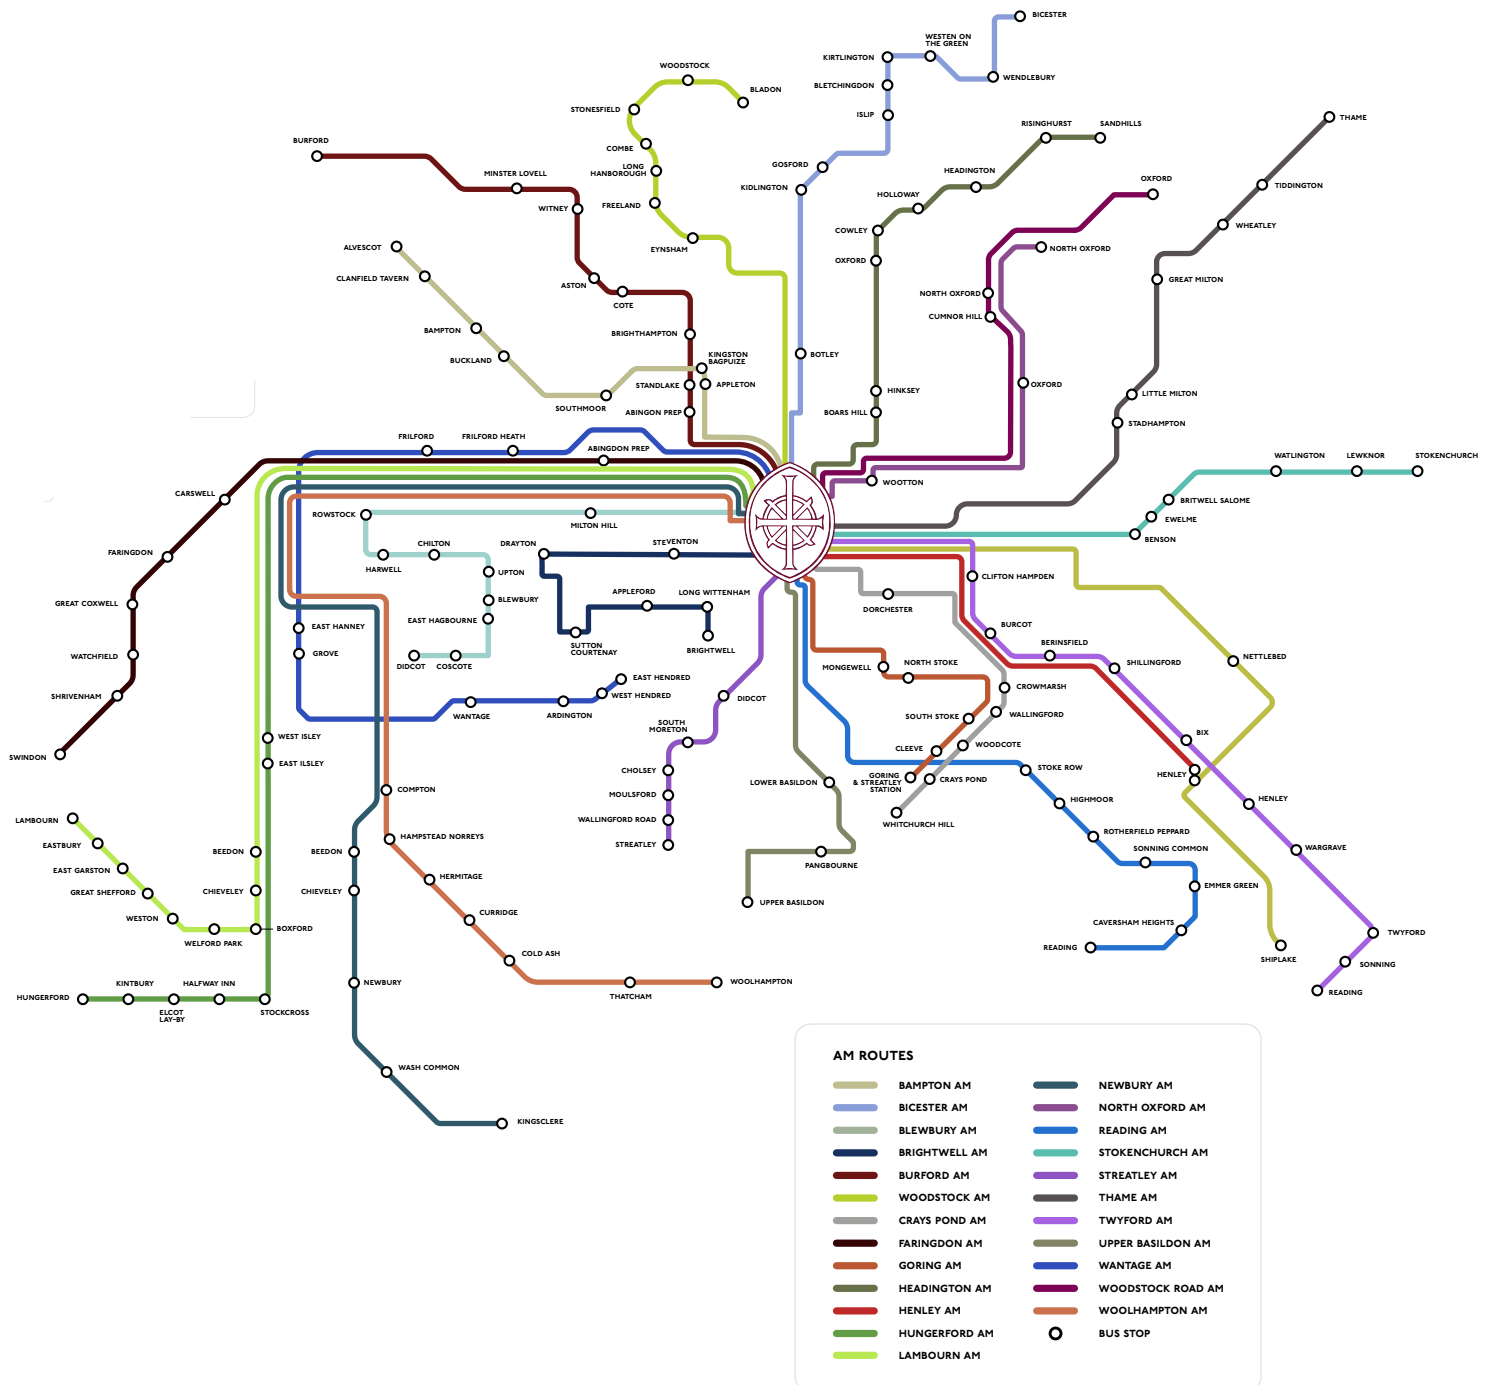 BICESTER
WESTEN ON
THE GREEN
KIRTLINGTON
WOODSTOCK
WENDLEBURY
BLETCHINGDON
BLADON
STONESFIELD
ISLIP
THAME
RISINGHURST
SANDHILLS
BURFORD
COMBE
GOSFORD
LONG
HANBOROUGH
HEADINGTON
MINSTER LOVELL
OXFORD
TIDDINGTON
KIDLINGTON
HOLLOWAY
FREELAND
WITNEY
WHEATLEY
COWLEY
ALVESCOT
EYNSHAM
NORTH OXFORD
OXFORD
CLANFIELD TAVERN
GREAT MILTON
ASTON
NORTH OXFORD
COTE
CUMNOR HILL
BAMPTON
BRIGHTHAMPTON
KINGSTON
BAGPUIZE
BOTLEY
BUCKLAND
STANDLAKE
APPLETON
OXFORD
HINKSEY
LITTLE MILTON
SOUTHMOOR
ABINGON PREP
BOARS HILL
STADHAMPTON
FRILFORD
FRILFORD HEATH
ABINGDON PREP
WATLINGTON
LEWKNOR
STOKENCHURCH
WOOTTON
CARSWELL
BRITWELL SALOME
ROWSTOCK
MILTON HILL
EWELME
BENSON
CHILTON
DRAYTON
STEVENTON
FARINGDON
HARWELL
UPTON
CLIFTON HAMPDEN
APPLEFORD
LONG WITTENHAM
BLEWBURY
GREAT COXWELL
DORCHESTER
EAST HAGBOURNE
EAST HANNEY
BURCOT
SUTTON
COURTENAY
BRIGHTWELL
BERINSFIELD
GROVE
WATCHFIELD
DIDCOT
COSCOTE
NETTLEBED
SHILLINGFORD
MONGEWELL
NORTH STOKE
EAST HENDRED
CROWMARSH
SHRIVENHAM
WEST HENDRED
DIDCOT
WANTAGE
ARDINGTON
SOUTH STOKE
WALLINGFORD
SOUTH
MORETON
BIX
WEST ISLEY
CLEEVE
WOODCOTE
SWINDON
EAST ILSLEY
CHOLSEY
STOKE ROW
HENLEY
GORING
& STREATLEY
STATION
CRAYS POND
LOWER BASILDON
COMPTON
MOULSFORD
HIGHMOOR
HENLEY
LAMBOURN
WALLINGFORD ROAD
WHITCHURCH HILL
ROTHERFIELD PEPPARD
HAMPSTEAD NORREYS
EASTBURY
STREATLEY
SONNING COMMON
WARGRAVE
BEEDON
BEEDON
PANGBOURNE
EAST GARSTON
HERMITAGE
EMMER GREEN
GREAT SHEFFORD
CHIEVELEY
CHIEVELEY
UPPER BASILDON
CURRIDGE
WESTON
CAVERSHAM HEIGHTS
BOXFORD
TWYFORD
WELFORD PARK
READING
COLD ASH
SHIPLAKE
SONNING
KINTBURY
HALFWAY INN
NEWBURY
WOOLHAMPTON
READING
HUNGERFORD
THATCHAM
ELCOT
LAY-BY
STOCKCROSS
WASH COMMON
KINGSCLERE
AM ROUTES
BAMPTON AM
BICESTER AM
BLEWBURY AM
BRIGHTWELL AM
BURFORD AM
WOODSTOCK AM
CRAYS POND AM
FARINGDON AM
GORING AM
HEADINGTON AM
HENLEY AM
HUNGERFORD AM
LAMBOURN AM
NEWBURY AM
NORTH OXFORD AM
READING AM
STOKENCHURCH AM
STREATLEY AM
THAME AM
TWYFORD AM
UPPER BASILDON AM
WANTAGE AM
WOODSTOCK ROAD AM
WOOLHAMPTON AM
BUS STOP